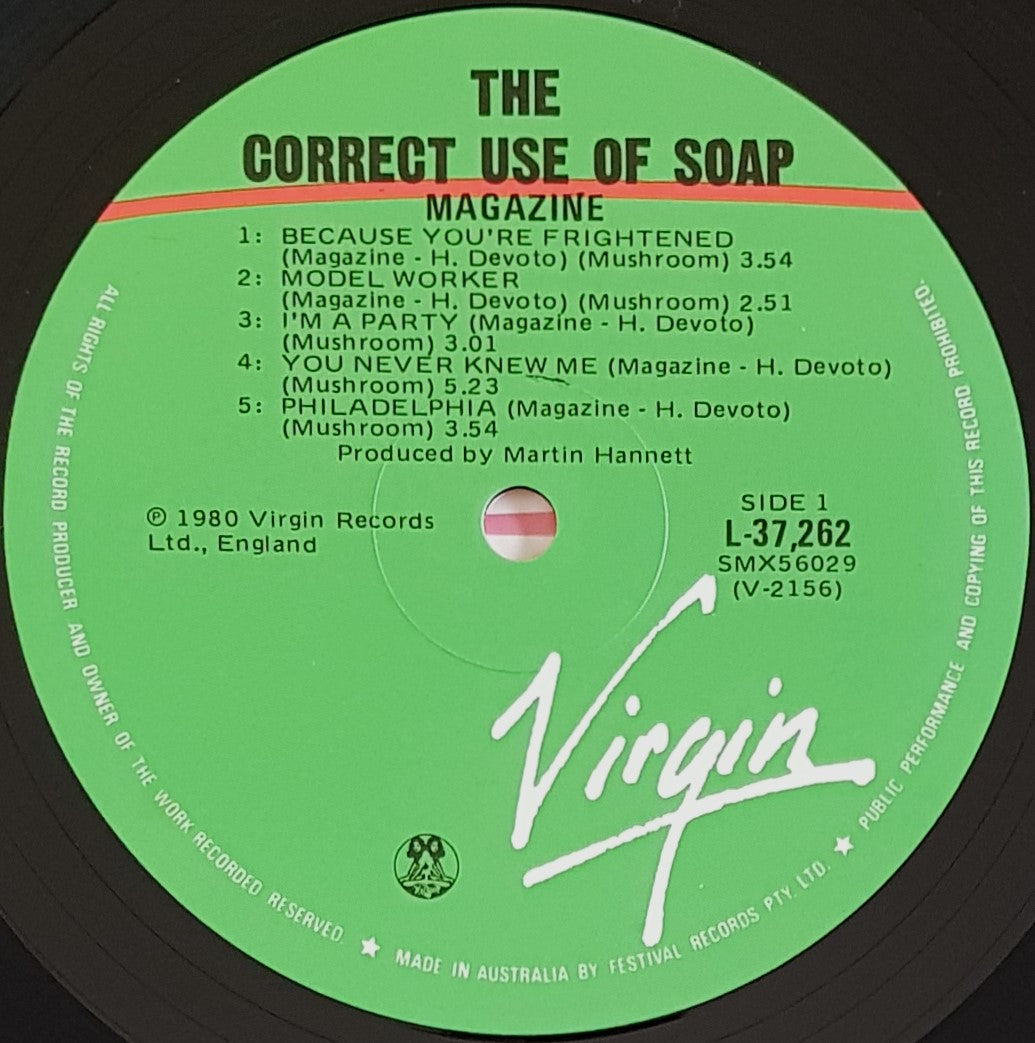 THE
CORRECT USE OF SOAP
MAGAZINE
1: BECAUSE YOU'RE FRIGHTENED
(Magazine - H. Devoto) (Mushroom) 3.54
2: MODEL WORKER
(Magazine - H. Devoto) (Mushroom) 2.51
3: I'M A PARTY (Magazine - H. Devoto)
(Mushroom) 3.01
4: YOU NEVER KNEW ME (Magazine - H. Devoto)
(Mushroom) 5.23
5: PHILADELPHIA (Magazine - H. Devoto)
(Mushroom) 3.54
Produced by Martin Hannett
℗ 1980 Virgin Records
Ltd., England
SIDE 1
L-37,262
SMX56029
(V-2156)
Virgin
ALL RIGHTS OF THE RECORD PRODUCER AND OWNER OF THE WORK RECORDED RESERVED. ★ MADE IN AUSTRALIA BY FESTIVAL RECORDS PTY. LTD. ★ PUBLIC PERFORMANCE AND COPYING OF THIS RECORD PROHIBITED.